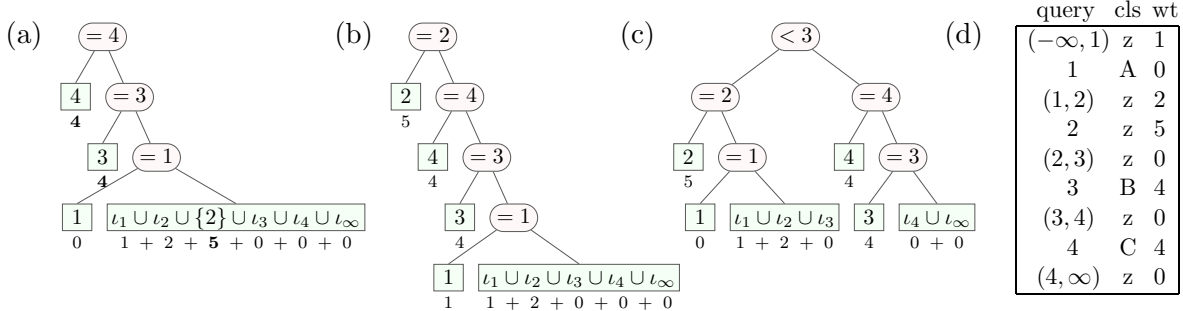 (a)
= 4
4
4
= 3
3
4
= 1
1
0
ι₁ ∪ ι₂ ∪ {2} ∪ ι₃ ∪ ι₄ ∪ ι∞
1 + 2 + 5 + 0 + 0 + 0
(b)
= 2
2
5
= 4
4
4
= 3
3
4
= 1
1
1
ι₁ ∪ ι₂ ∪ ι₃ ∪ ι₄ ∪ ι∞
1 + 2 + 0 + 0 + 0
(c)
< 3
= 2
2
5
= 1
1
0
ι₁ ∪ ι₂ ∪ ι₃
1 + 2 + 0
= 4
4
4
= 3
3
4
ι₄ ∪ ι∞
0 + 0
(d)
query cls wt
(−∞, 1) z 1
1 A 0
(1, 2) z 2
2 z 5
(2, 3) z 0
3 B 4
(3, 4) z 0
4 C 4
(4, ∞) z 0